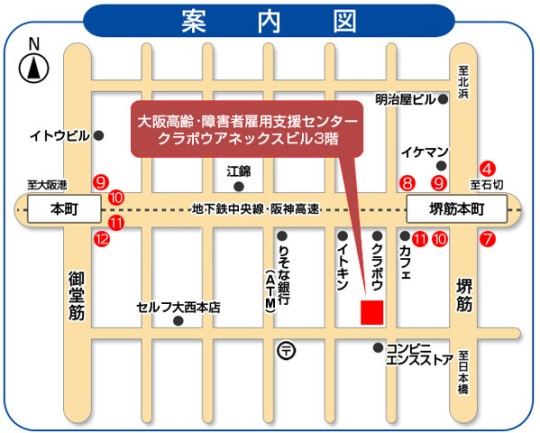 案内図
N
至北浜
明治屋ビル
大阪高齢・障害者雇用支援センター
クラボウアネックスビル3階
イトウビル
イケマン
江錦
④
至大阪港
⑨
⑩
⑧
⑨
至石切
本町
地下鉄中央線・阪神高速
堺筋本町
⑪
⑫
⑪
⑩
⑦
御堂筋
りそな銀行
(ATM)
イトキン
クラボウ
カフェ
堺筋
セルフ大西本店
〒
コンビニ
エンスストア
至日本橋